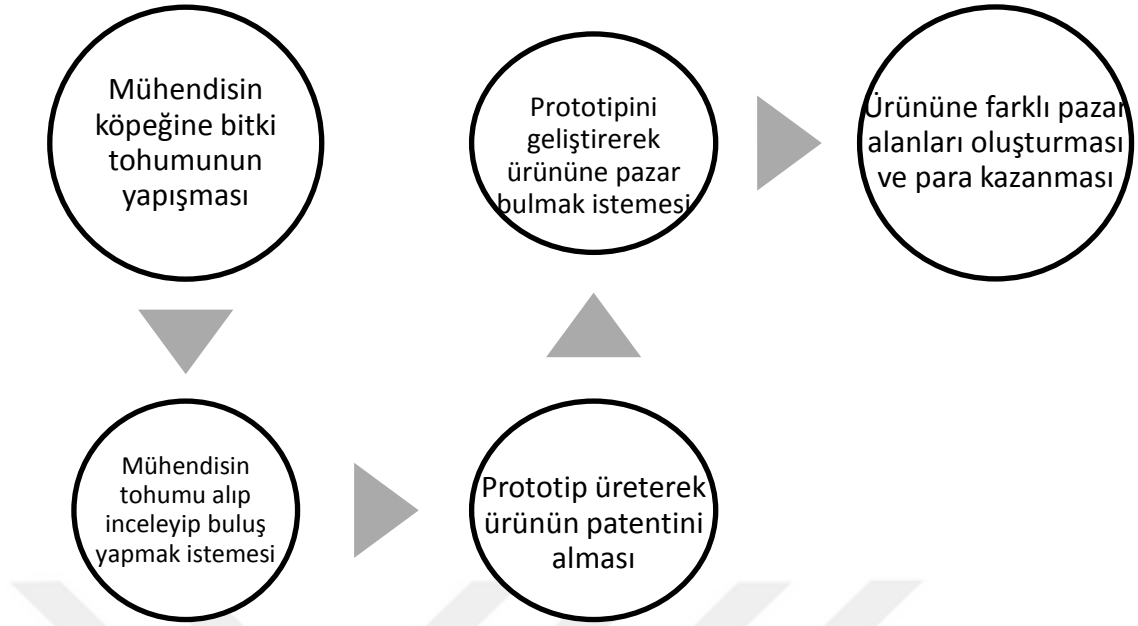 Mühendisin
köpeğine bitki
tohumunun
yapışması
Mühendisin
tohumu alıp
inceleyip buluş
yapmak istemesi
Prototip üreterek
ürünün patentini
alması
Prototipini
geliştirerek
ürününe pazar
bulmak istemesi
Ürününe farklı pazar
alanları oluşturması
ve para kazanması